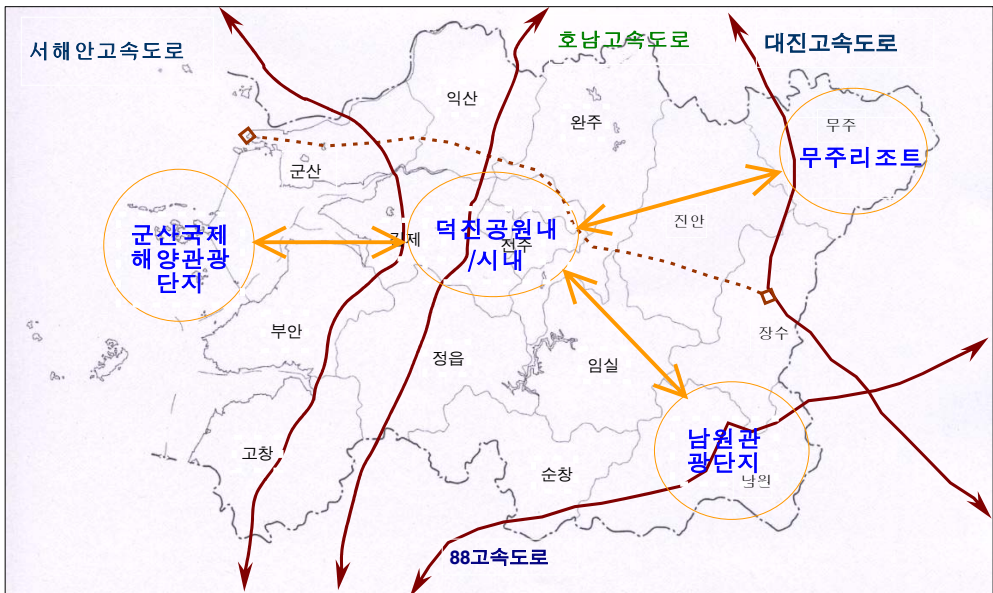 서해안고속도로
호남고속도로
대진고속도로
익산
완주
무주
무주리조트
군산
진안
군산국제
해양관광
단지
김제
덕진공원내
/시내
전주
부안
정읍
임실
장수
고창
순창
남원관
광단지
남원
88고속도로